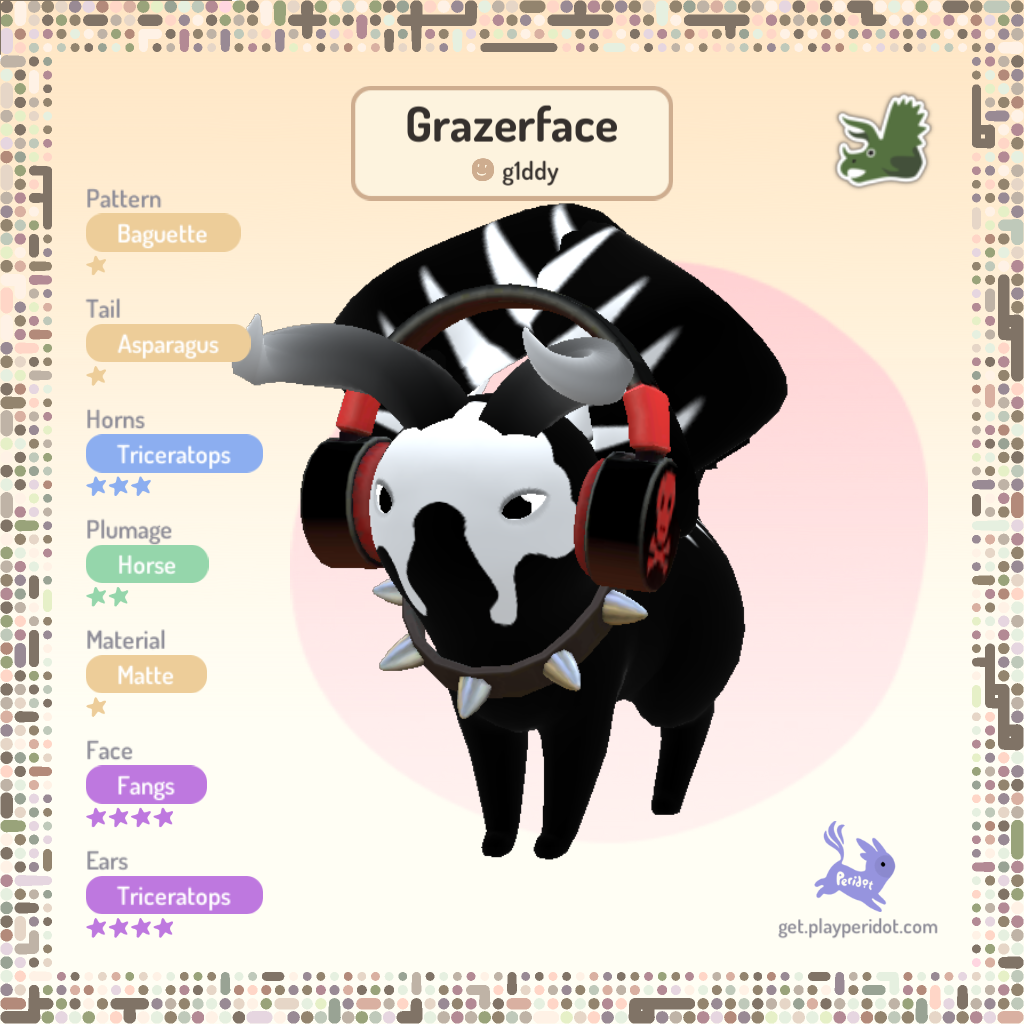 Grazerface
g1ddy
Pattern
Baguette
Tail
Asparagus
Horns
Triceratops
Plumage
Horse
Material
Matte
Face
Fangs
Ears
Triceratops
Peridot
get.playperidot.com